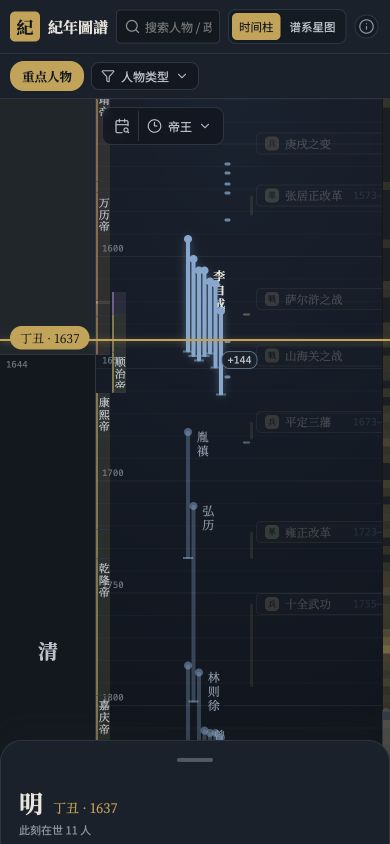 紀
紀年圖譜
搜索人物 / 政
时间柱
谱系星图
重点人物
人物类型
帝王
庚戌之变
张居正改革 1573–
万历帝
1600
李自成
萨尔浒之战
丁丑 · 1637
山海关之战
+144
1644
顺治帝
康熙帝
平定三藩 1673–
胤禛
1700
弘历
雍正改革 1723–
乾隆帝
1750
十全武功 1755–
清
林则徐
1800
嘉庆帝
明
丁丑 · 1637
此刻在世 11 人